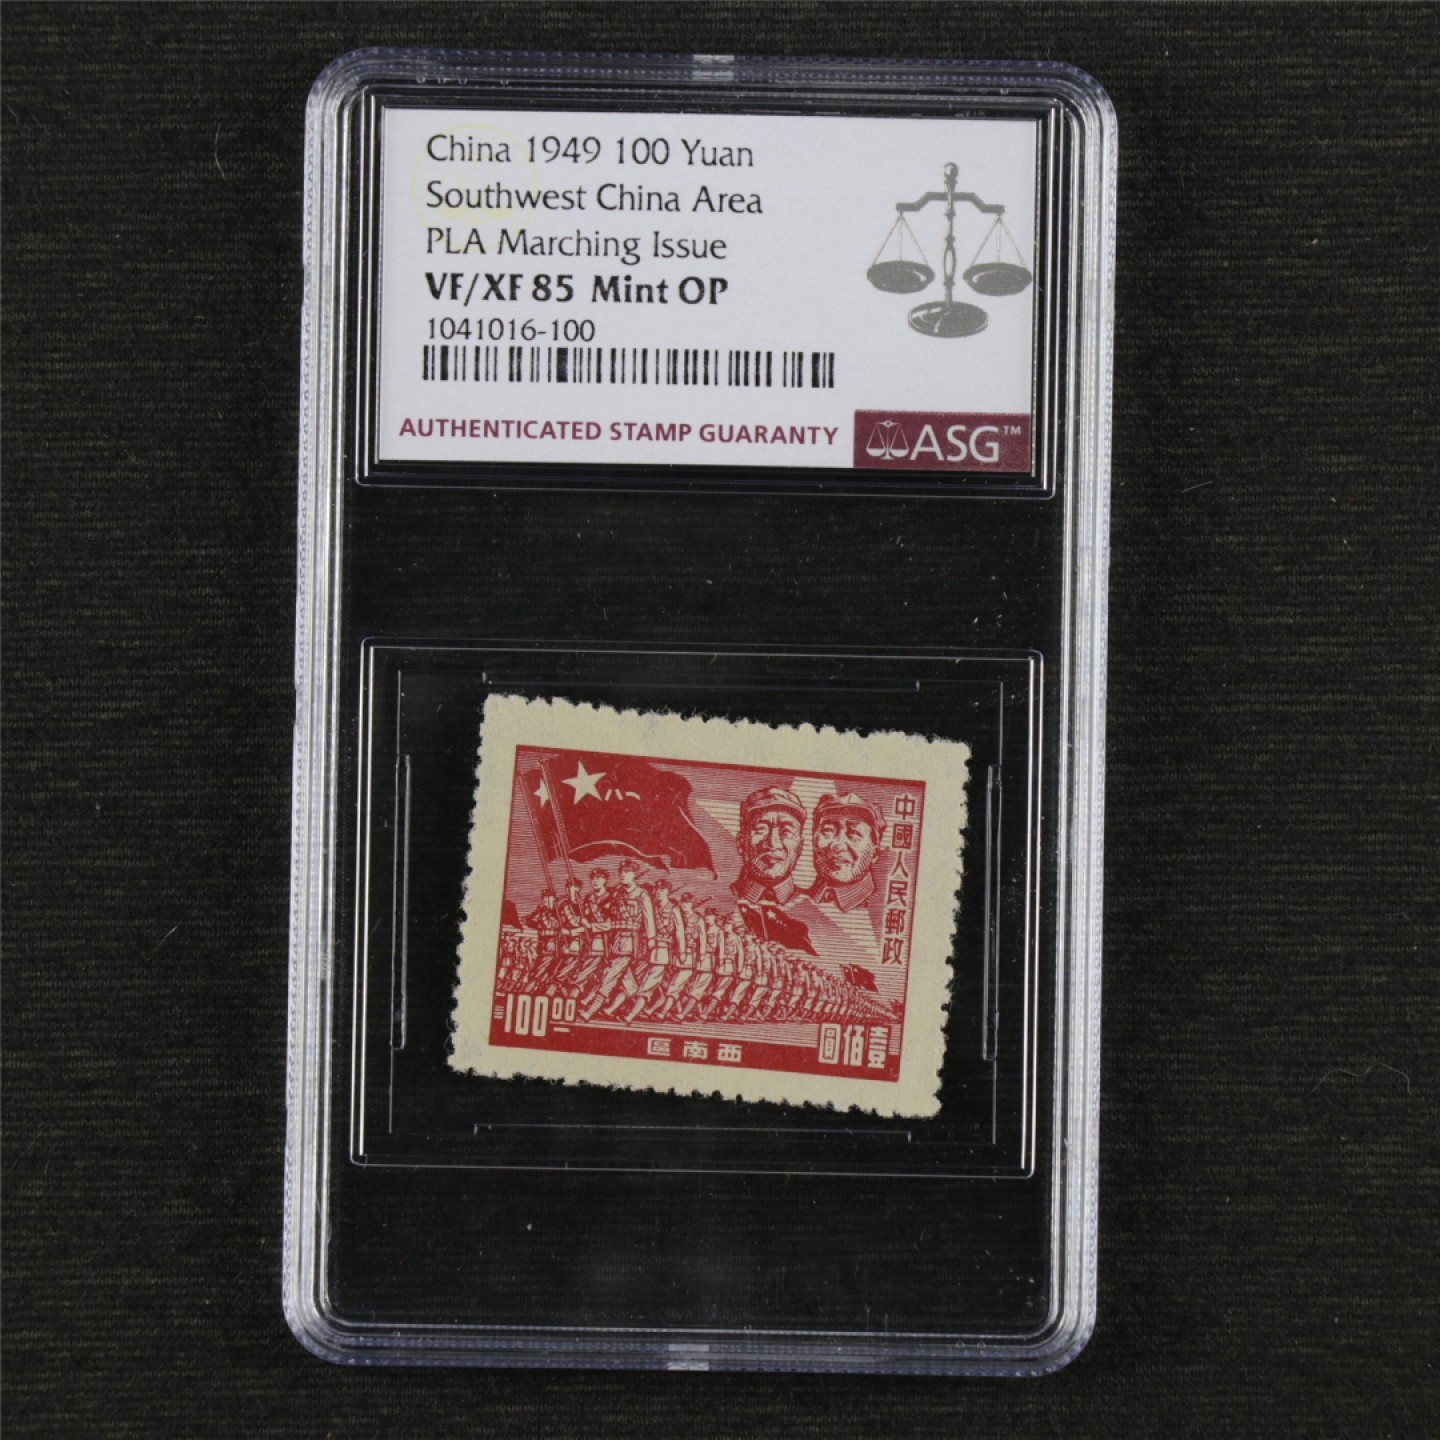 China 1949 100 Yuan
Southwest China Area
PLA Marching Issue
VF/XF 85 Mint OP
1041016-100
AUTHENTICATED STAMP GUARANTY
ASG™
八一
中國人民郵政
100.00
區南西
圓佰壹